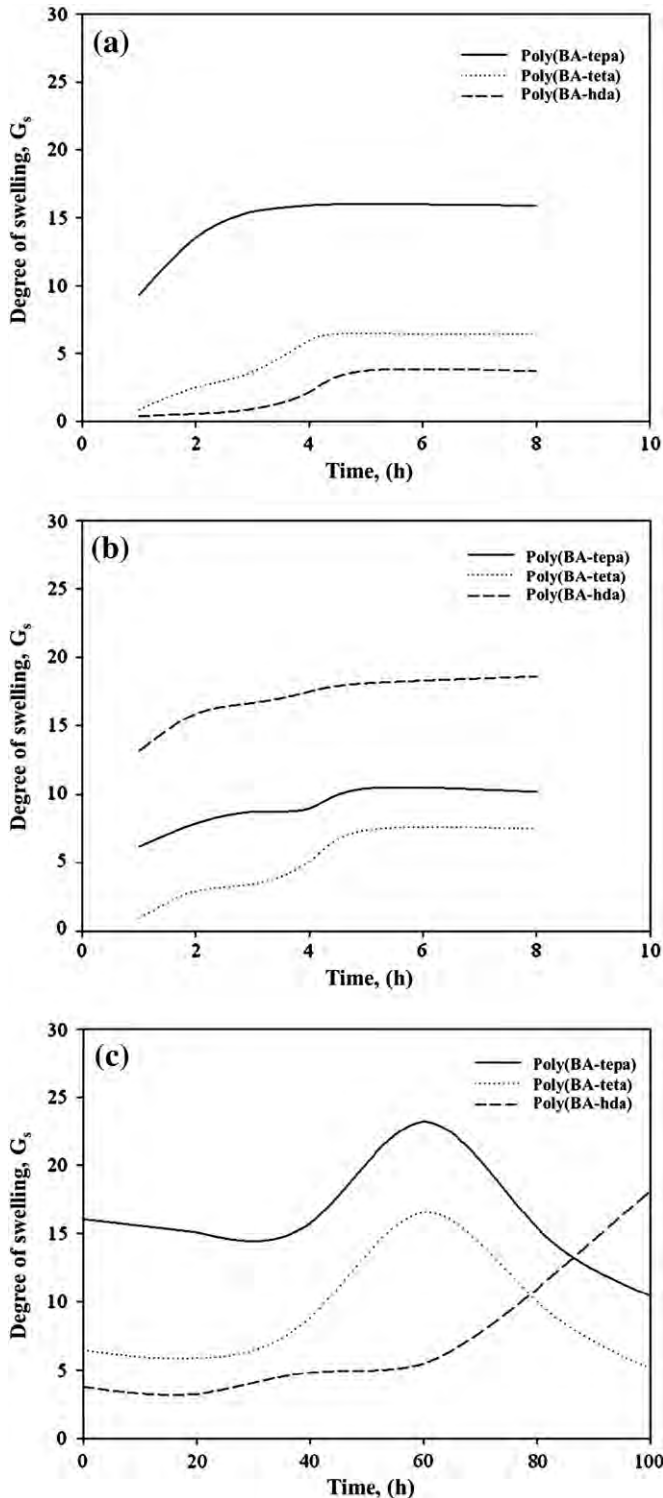 (a)
Poly(BA-tepa)
Poly(BA-teta)
Poly(BA-hda)
Degree of swelling, Gs
30
25
20
15
10
5
0
0 2 4 6 8 10
Time, (h)
(b)
Poly(BA-tepa)
Poly(BA-teta)
Poly(BA-hda)
Degree of swelling, Gs
30
25
20
15
10
5
0
0 2 4 6 8 10
Time, (h)
(c)
Poly(BA-tepa)
Poly(BA-teta)
Poly(BA-hda)
Degree of swelling, Gs
30
25
20
15
10
5
0
0 20 40 60 80 100
Time, (h)